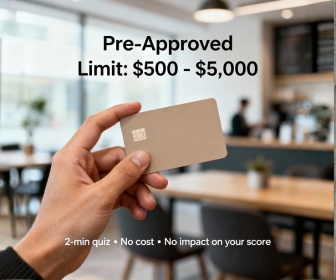 Pre-Approved
Limit: $500 - $5,000
2-min quiz • No cost • No impact on your score